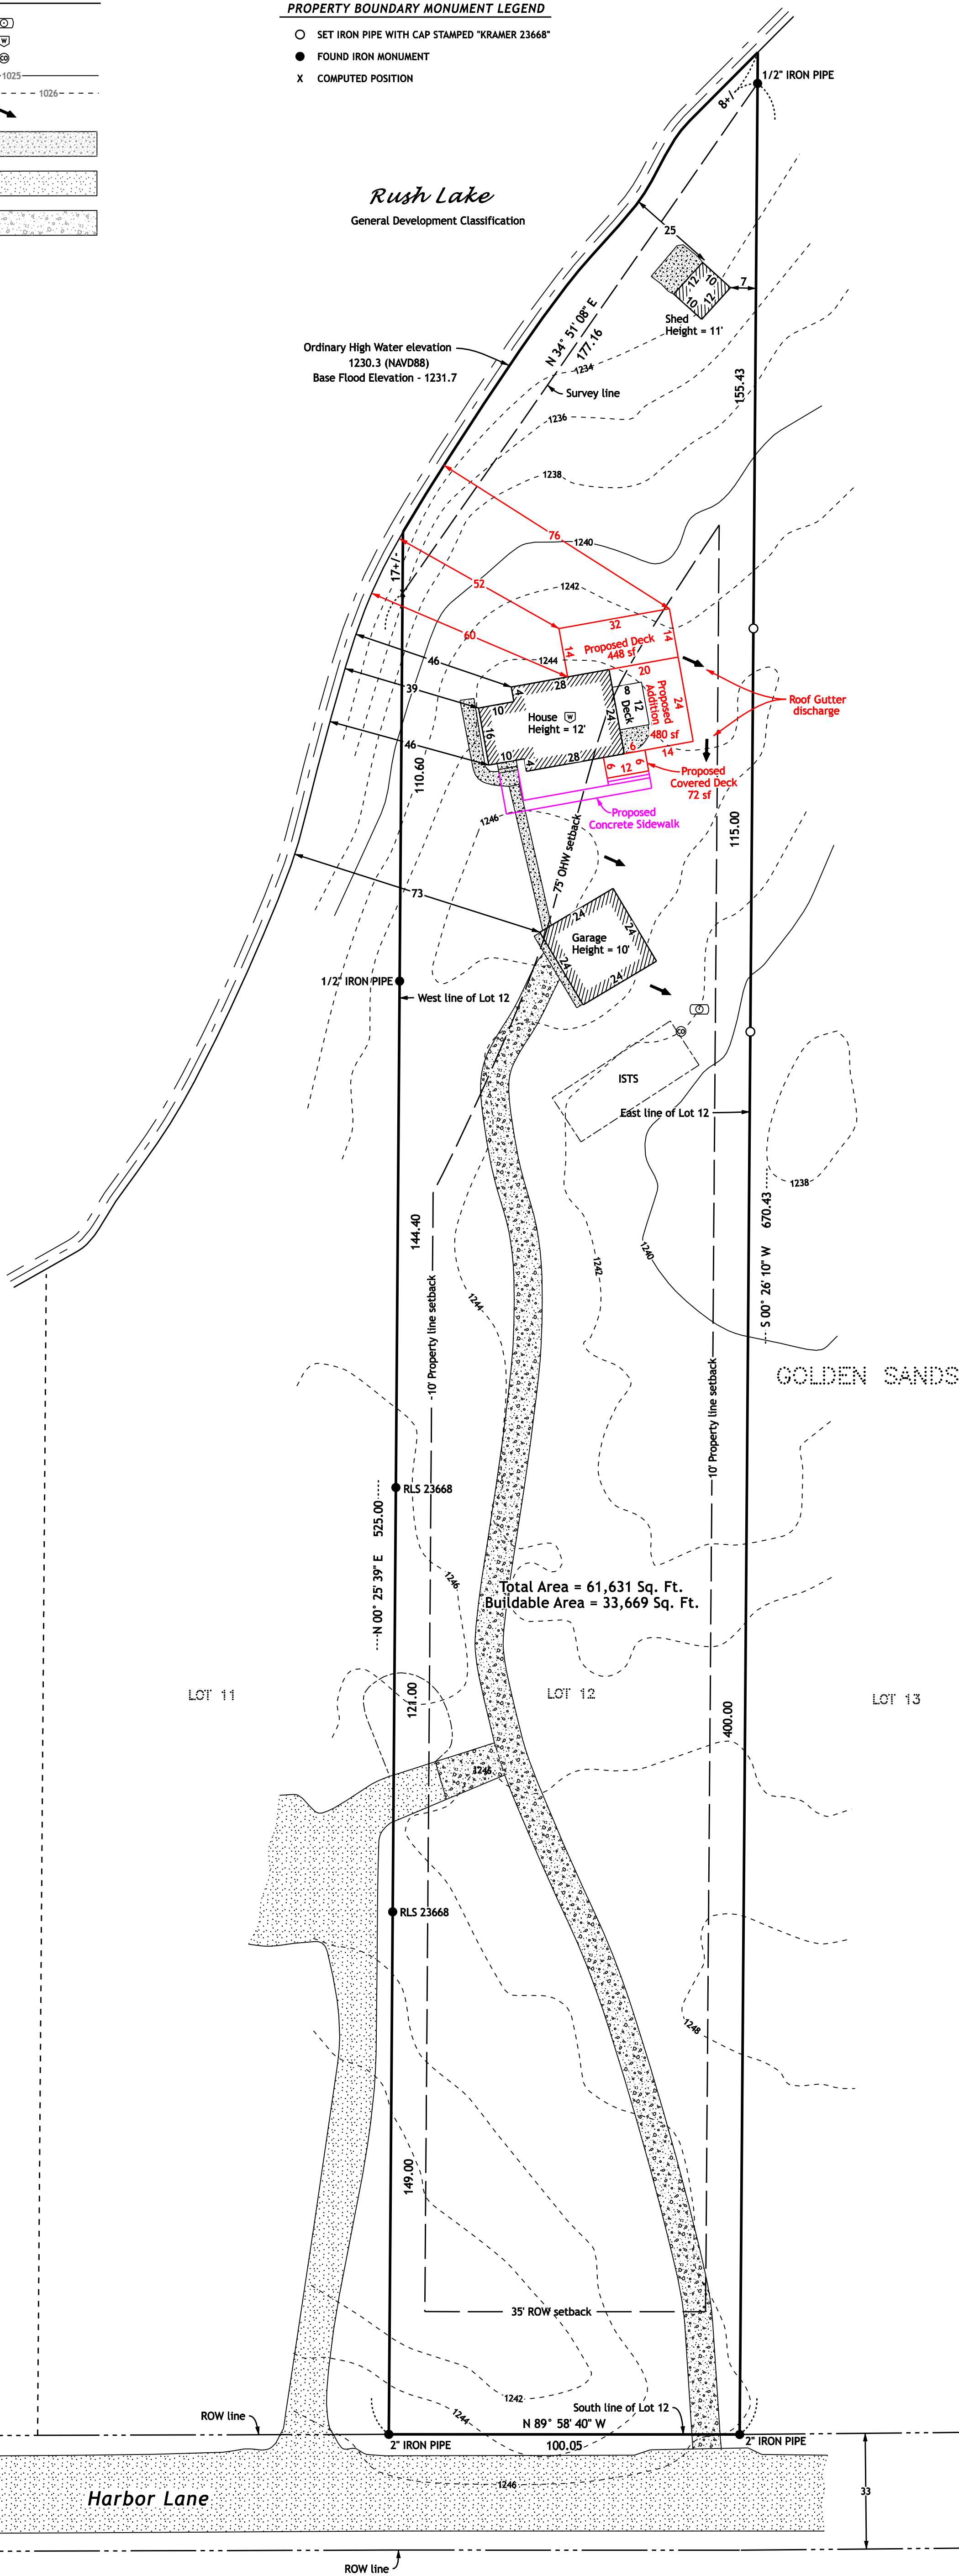 PROPERTY BOUNDARY MONUMENT LEGEND
SET IRON PIPE WITH CAP STAMPED "KRAMER 23668"
FOUND IRON MONUMENT
X COMPUTED POSITION
W
CO
1025
1026
1/2" IRON PIPE
8+/-
Rush Lake
General Development Classification
25
12
10
10
12
7
Shed
Height = 11'
N 34° 51' 08" E
177.16
155.43
Ordinary High Water elevation
1230.3 (NAVD88)
Base Flood Elevation - 1231.7
1234
Survey line
1236
1238
1240
1242
76
52
60
17+/-
46
39
46
32
Proposed Deck
448 sf
14
14
20
1244
28
4
10
16
10
4
28
24
House
Height = 12'
W
8
12
Deck
Proposed
Addition
24
480 sf
6
14
6
12
6
Proposed
Covered Deck
72 sf
Roof Gutter
discharge
Proposed
Concrete Sidewalk
110.60
115.00
1246
75' OHW setback
73
24
24
24
24
Garage
Height = 10'
1/2" IRON PIPE
West line of Lot 12
CO
ISTS
East line of Lot 12
1238
S 00° 26' 10" W 670.43
144.40
1240
1242
1244
10' Property line setback
10' Property line setback
GOLDEN SANDS
RLS 23668
N 00° 25' 39" E 525.00
1246
Total Area = 61,631 Sq. Ft.
Buildable Area = 33,669 Sq. Ft.
LOT 11
LOT 12
LOT 13
121.00
400.00
1246
RLS 23668
1248
149.00
35' ROW setback
1242
1244
South line of Lot 12
ROW line
N 89° 58' 40" W
2" IRON PIPE
100.05
2" IRON PIPE
1246
Harbor Lane
33
ROW line